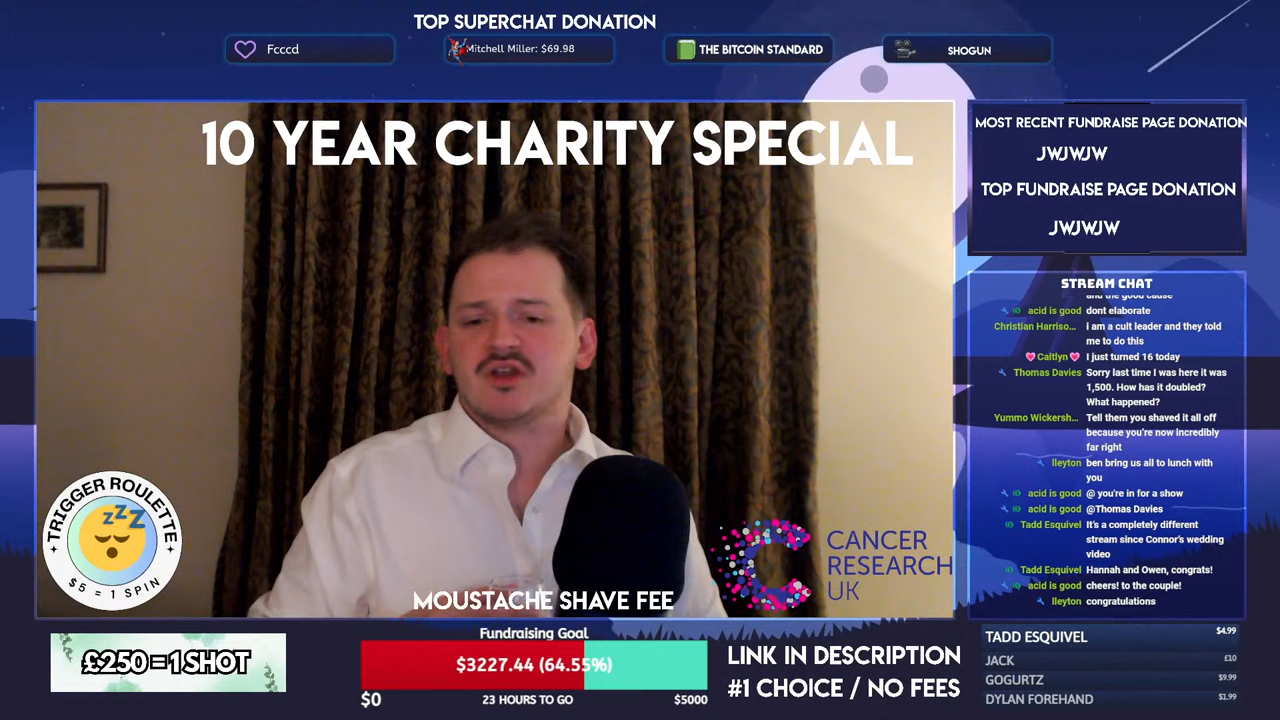 TOP SUPERCHAT DONATION
Fcccd
Mitchell Miller: $69.98
THE BITCOIN STANDARD
SHOGUN
10 YEAR CHARITY SPECIAL
MOST RECENT FUNDRAISE PAGE DONATION
JWJWJW
TOP FUNDRAISE PAGE DONATION
JWJWJW
STREAM CHAT
and the good cause
acid is good dont elaborate
Christian Harriso... i am a cult leader and they told
me to do this
Caitlyn I just turned 16 today
Thomas Davies Sorry last time I was here it was
1,500. How has it doubled?
What happened?
Yummo Wickersh... Tell them you shaved it all off
because you're now incredibly
far right
lleyton ben bring us all to lunch with
you
acid is good @ you're in for a show
acid is good @Thomas Davies
Tadd Esquivel It's a completely different
stream since Connor's wedding
video
Tadd Esquivel Hannah and Owen, congrats!
acid is good cheers! to the couple!
lleyton congratulations
TRIGGER ROULETTE
zzz
$5 = 1 SPIN
CANCER
RESEARCH
UK
MOUSTACHE SHAVE FEE
£250 = 1 SHOT
Fundraising Goal
$3227.44 (64.55%)
$0
23 HOURS TO GO
$5000
LINK IN DESCRIPTION
#1 CHOICE / NO FEES
TADD ESQUIVEL $4.99
JACK £10
GOGURTZ $9.99
DYLAN FOREHAND $1.99